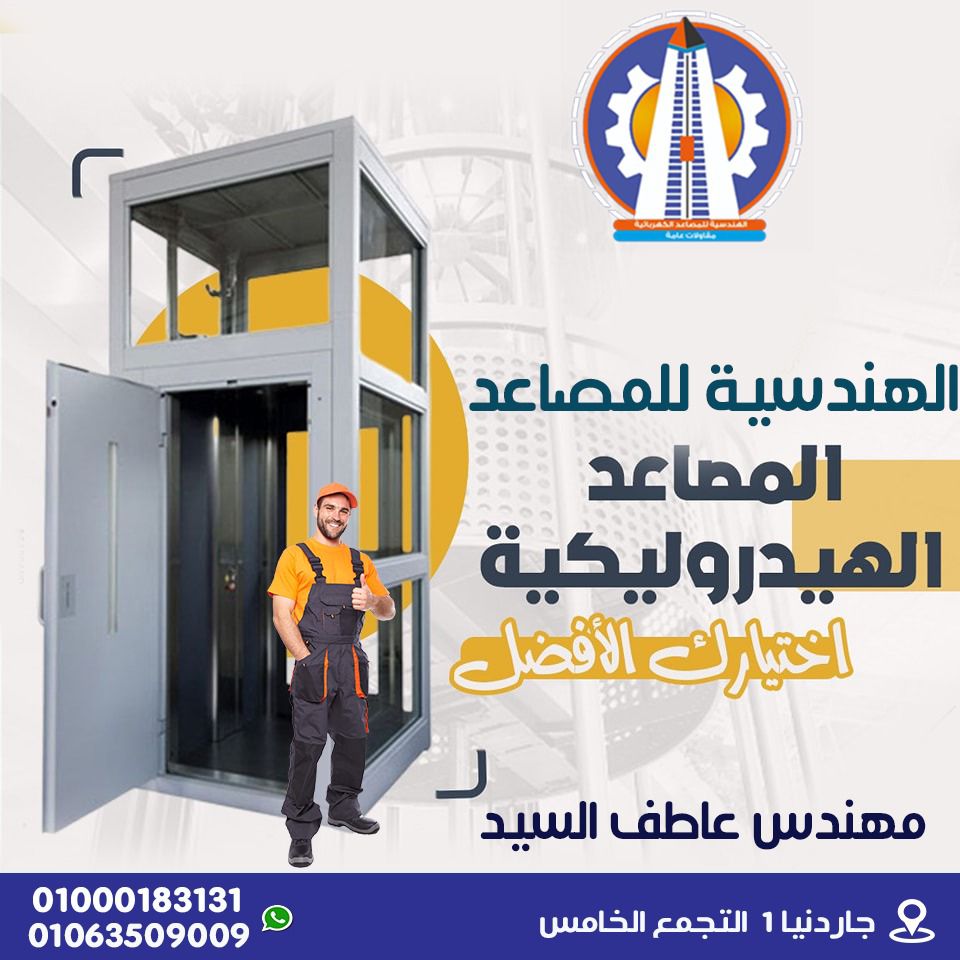 الهندسية للمصاعد الكهربائية
مقاولات عامة
الهندسية للمصاعد
المصاعد
الهيدروليكية
اختيارك الأفضل
مهندس عاطف السيد
جاردنيا 1 التجمع الخامس
01000183131
01063509009